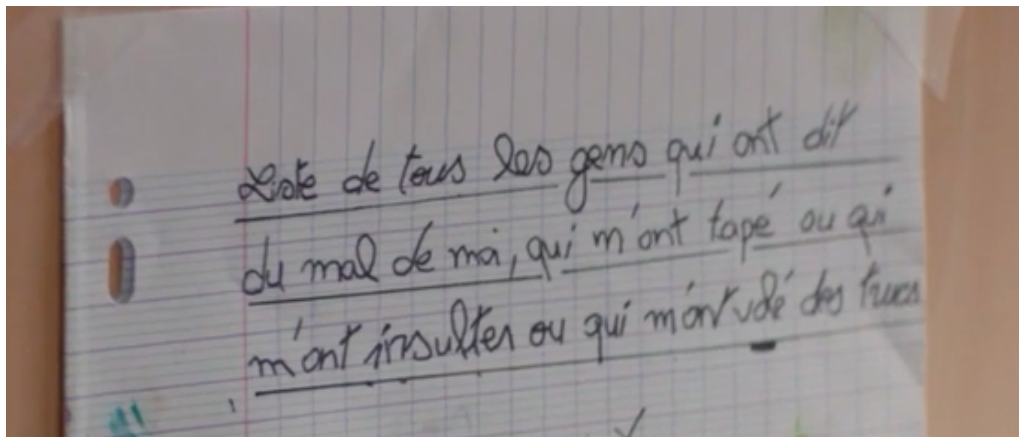 Liste de tous les gens qui ont dit
du mal de moi, qui m'ont tapé ou qui
m'ont insulter ou qui m'ont volé des trucs